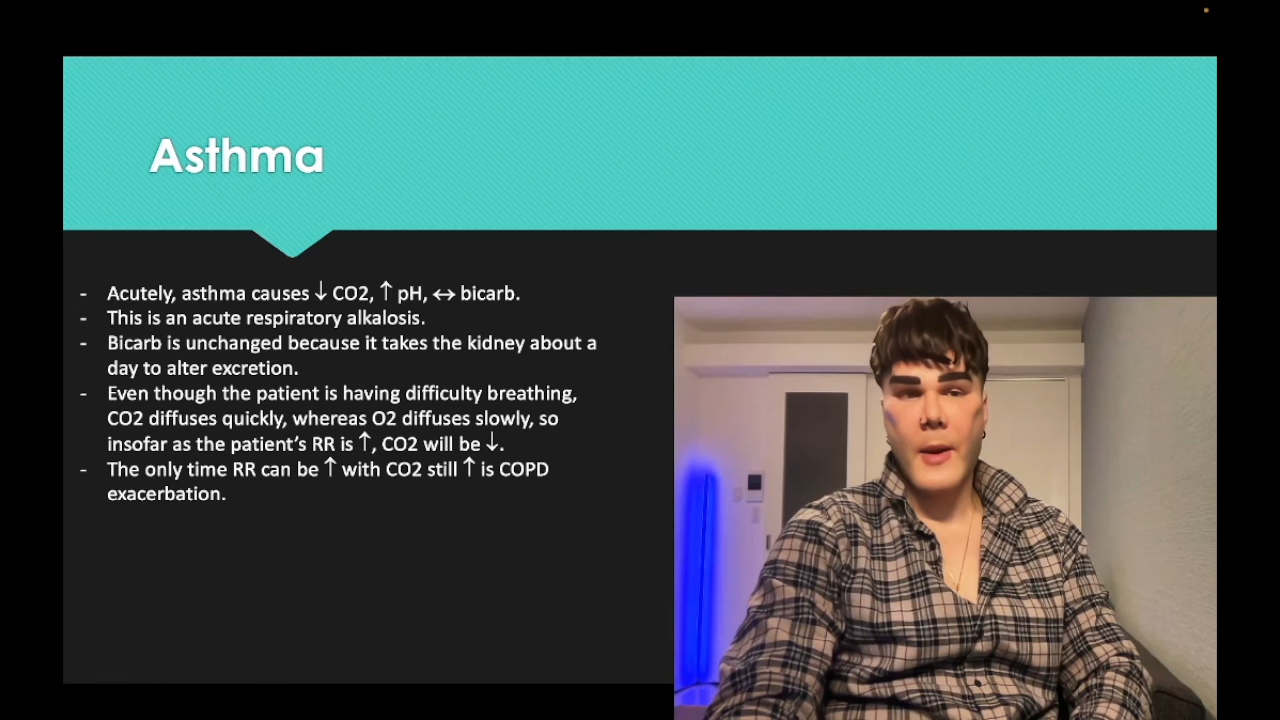 Asthma
- Acutely, asthma causes ↓ CO2, ↑ pH, ↔ bicarb.
- This is an acute respiratory alkalosis.
- Bicarb is unchanged because it takes the kidney about a
day to alter excretion.
- Even though the patient is having difficulty breathing,
CO2 diffuses quickly, whereas O2 diffuses slowly, so
insofar as the patient's RR is ↑, CO2 will be ↓.
- The only time RR can be ↑ with CO2 still ↑ is COPD
exacerbation.